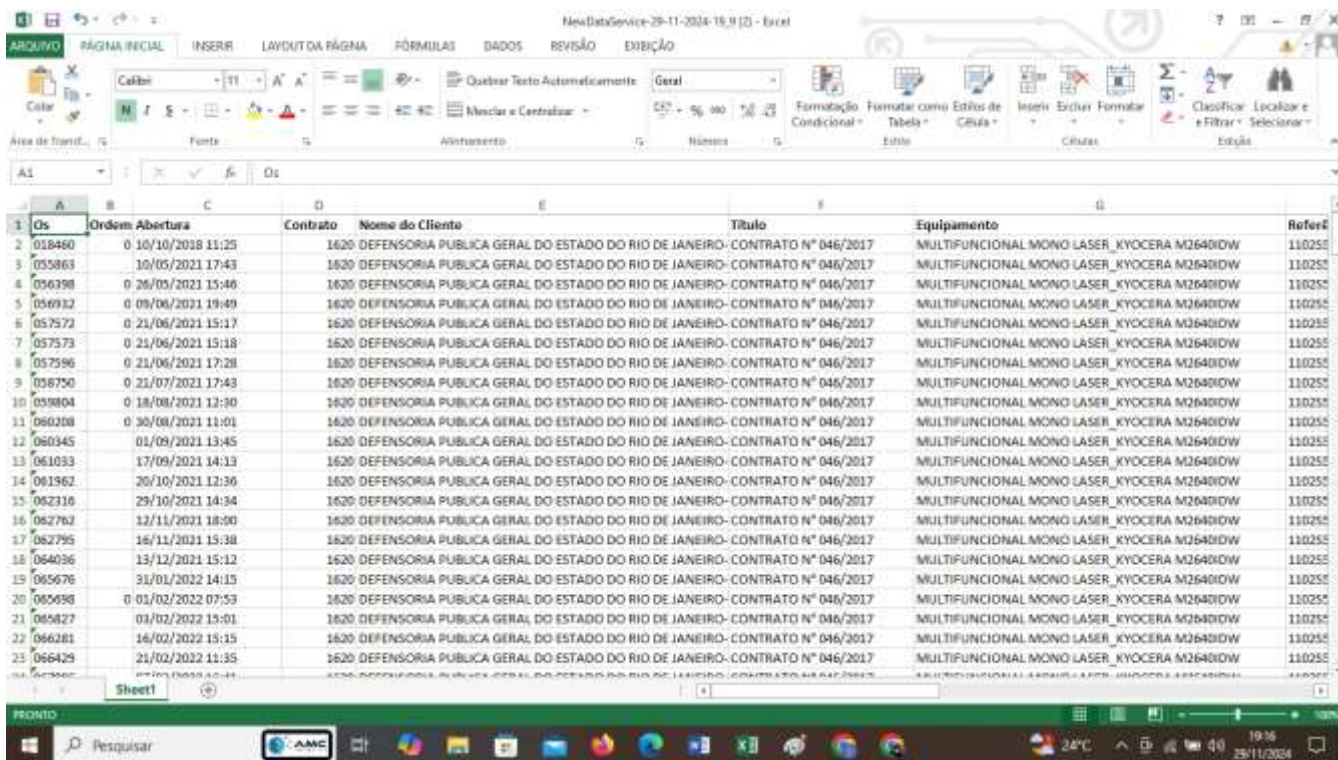 NewDataService-29-11-2024-19_9 (2) - Excel
ARQUIVO PÁGINA INICIAL INSERIR LAYOUT DA PÁGINA FÓRMULAS DADOS REVISÃO EXIBIÇÃO
Colar
Calibri 11
N I S
Quebrar Texto Automaticamente
Mesclar e Centralizar
Geral
% 000
Formatação Condicional
Formatar como Tabela
Estilos de Célula
Inserir Excluir Formatar
Classificar e Filtrar
Localizar e Selecionar
Área de Transf... Fonte Alinhamento Número Estilo Células Edição
A1 Os
A B C D E F G
1 Os Ordem Abertura Contrato Nome do Cliente Título Equipamento Referê
2 018460 0 10/10/2018 11:25 1620 DEFENSORIA PUBLICA GERAL DO ESTADO DO RIO DE JANEIRO- CONTRATO N° 046/2017 MULTIFUNCIONAL MONO LASER_KYOCERA M2640IDW 1102S5
3 055863 10/05/2021 17:43 1620 DEFENSORIA PUBLICA GERAL DO ESTADO DO RIO DE JANEIRO- CONTRATO N° 046/2017 MULTIFUNCIONAL MONO LASER_KYOCERA M2640IDW 1102S5
4 056398 0 26/05/2021 15:46 1620 DEFENSORIA PUBLICA GERAL DO ESTADO DO RIO DE JANEIRO- CONTRATO N° 046/2017 MULTIFUNCIONAL MONO LASER_KYOCERA M2640IDW 1102S5
5 056932 0 09/06/2021 19:49 1620 DEFENSORIA PUBLICA GERAL DO ESTADO DO RIO DE JANEIRO- CONTRATO N° 046/2017 MULTIFUNCIONAL MONO LASER_KYOCERA M2640IDW 1102S5
6 057572 0 21/06/2021 15:17 1620 DEFENSORIA PUBLICA GERAL DO ESTADO DO RIO DE JANEIRO- CONTRATO N° 046/2017 MULTIFUNCIONAL MONO LASER_KYOCERA M2640IDW 1102S5
7 057573 0 21/06/2021 15:18 1620 DEFENSORIA PUBLICA GERAL DO ESTADO DO RIO DE JANEIRO- CONTRATO N° 046/2017 MULTIFUNCIONAL MONO LASER_KYOCERA M2640IDW 1102S5
8 057596 0 21/06/2021 17:28 1620 DEFENSORIA PUBLICA GERAL DO ESTADO DO RIO DE JANEIRO- CONTRATO N° 046/2017 MULTIFUNCIONAL MONO LASER_KYOCERA M2640IDW 1102S5
9 058750 0 21/07/2021 17:43 1620 DEFENSORIA PUBLICA GERAL DO ESTADO DO RIO DE JANEIRO- CONTRATO N° 046/2017 MULTIFUNCIONAL MONO LASER_KYOCERA M2640IDW 1102S5
10 059804 0 18/08/2021 12:30 1620 DEFENSORIA PUBLICA GERAL DO ESTADO DO RIO DE JANEIRO- CONTRATO N° 046/2017 MULTIFUNCIONAL MONO LASER_KYOCERA M2640IDW 1102S5
11 060208 0 30/08/2021 11:01 1620 DEFENSORIA PUBLICA GERAL DO ESTADO DO RIO DE JANEIRO- CONTRATO N° 046/2017 MULTIFUNCIONAL MONO LASER_KYOCERA M2640IDW 1102S5
12 060345 01/09/2021 13:45 1620 DEFENSORIA PUBLICA GERAL DO ESTADO DO RIO DE JANEIRO- CONTRATO N° 046/2017 MULTIFUNCIONAL MONO LASER_KYOCERA M2640IDW 1102S5
13 061033 17/09/2021 14:13 1620 DEFENSORIA PUBLICA GERAL DO ESTADO DO RIO DE JANEIRO- CONTRATO N° 046/2017 MULTIFUNCIONAL MONO LASER_KYOCERA M2640IDW 1102S5
14 061962 20/10/2021 12:36 1620 DEFENSORIA PUBLICA GERAL DO ESTADO DO RIO DE JANEIRO- CONTRATO N° 046/2017 MULTIFUNCIONAL MONO LASER_KYOCERA M2640IDW 1102S5
15 062316 29/10/2021 14:34 1620 DEFENSORIA PUBLICA GERAL DO ESTADO DO RIO DE JANEIRO- CONTRATO N° 046/2017 MULTIFUNCIONAL MONO LASER_KYOCERA M2640IDW 1102S5
16 062762 12/11/2021 18:00 1620 DEFENSORIA PUBLICA GERAL DO ESTADO DO RIO DE JANEIRO- CONTRATO N° 046/2017 MULTIFUNCIONAL MONO LASER_KYOCERA M2640IDW 1102S5
17 062795 16/11/2021 15:38 1620 DEFENSORIA PUBLICA GERAL DO ESTADO DO RIO DE JANEIRO- CONTRATO N° 046/2017 MULTIFUNCIONAL MONO LASER_KYOCERA M2640IDW 1102S5
18 064036 13/12/2021 15:12 1620 DEFENSORIA PUBLICA GERAL DO ESTADO DO RIO DE JANEIRO- CONTRATO N° 046/2017 MULTIFUNCIONAL MONO LASER_KYOCERA M2640IDW 1102S5
19 065676 31/01/2022 14:15 1620 DEFENSORIA PUBLICA GERAL DO ESTADO DO RIO DE JANEIRO- CONTRATO N° 046/2017 MULTIFUNCIONAL MONO LASER_KYOCERA M2640IDW 1102S5
20 065698 0 01/02/2022 07:53 1620 DEFENSORIA PUBLICA GERAL DO ESTADO DO RIO DE JANEIRO- CONTRATO N° 046/2017 MULTIFUNCIONAL MONO LASER_KYOCERA M2640IDW 1102S5
21 065827 03/02/2022 15:01 1620 DEFENSORIA PUBLICA GERAL DO ESTADO DO RIO DE JANEIRO- CONTRATO N° 046/2017 MULTIFUNCIONAL MONO LASER_KYOCERA M2640IDW 1102S5
22 066281 16/02/2022 15:15 1620 DEFENSORIA PUBLICA GERAL DO ESTADO DO RIO DE JANEIRO- CONTRATO N° 046/2017 MULTIFUNCIONAL MONO LASER_KYOCERA M2640IDW 1102S5
23 066429 21/02/2022 11:35 1620 DEFENSORIA PUBLICA GERAL DO ESTADO DO RIO DE JANEIRO- CONTRATO N° 046/2017 MULTIFUNCIONAL MONO LASER_KYOCERA M2640IDW 1102S5
Sheet1
PRONTO 100%
Pesquisar AMC 24°C 19:16
29/11/2024